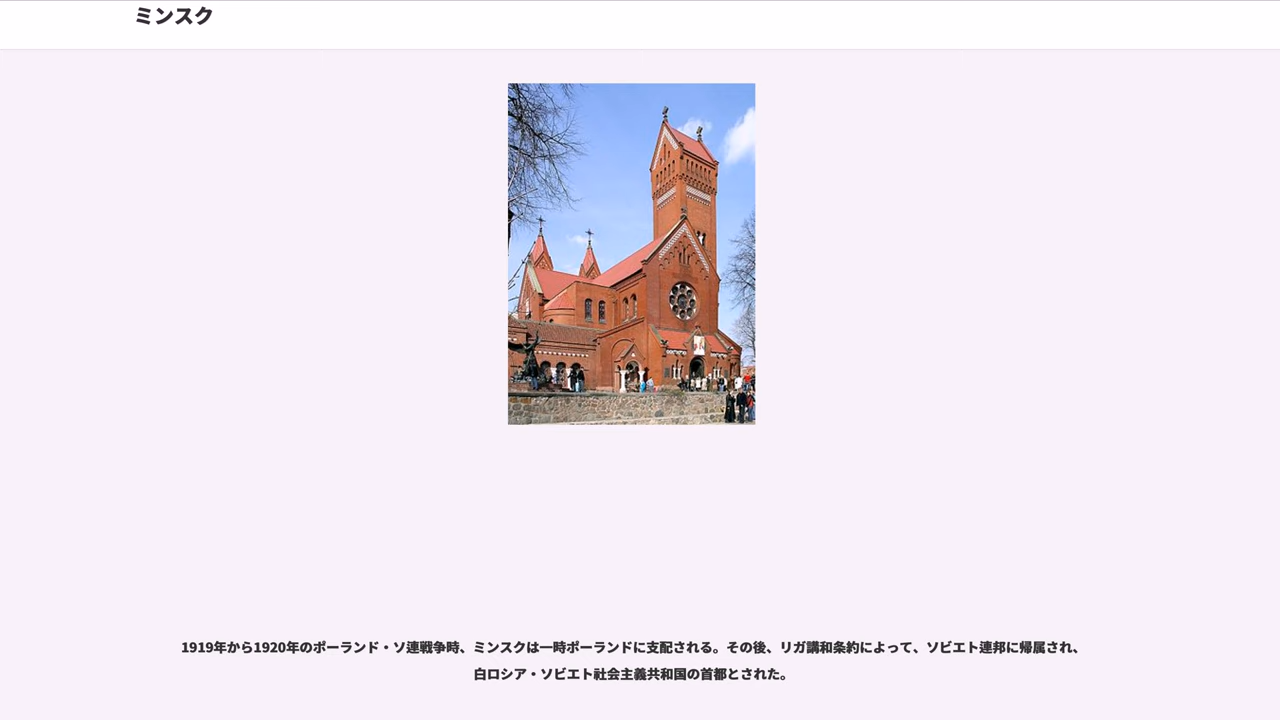 ミンスク
1919年から1920年のポーランド・ソ連戦争時、ミンスクは一時ポーランドに支配される。その後、リガ講和条約によって、ソビエト連邦に帰属され、
白ロシア・ソビエト社会主義共和国の首都とされた。